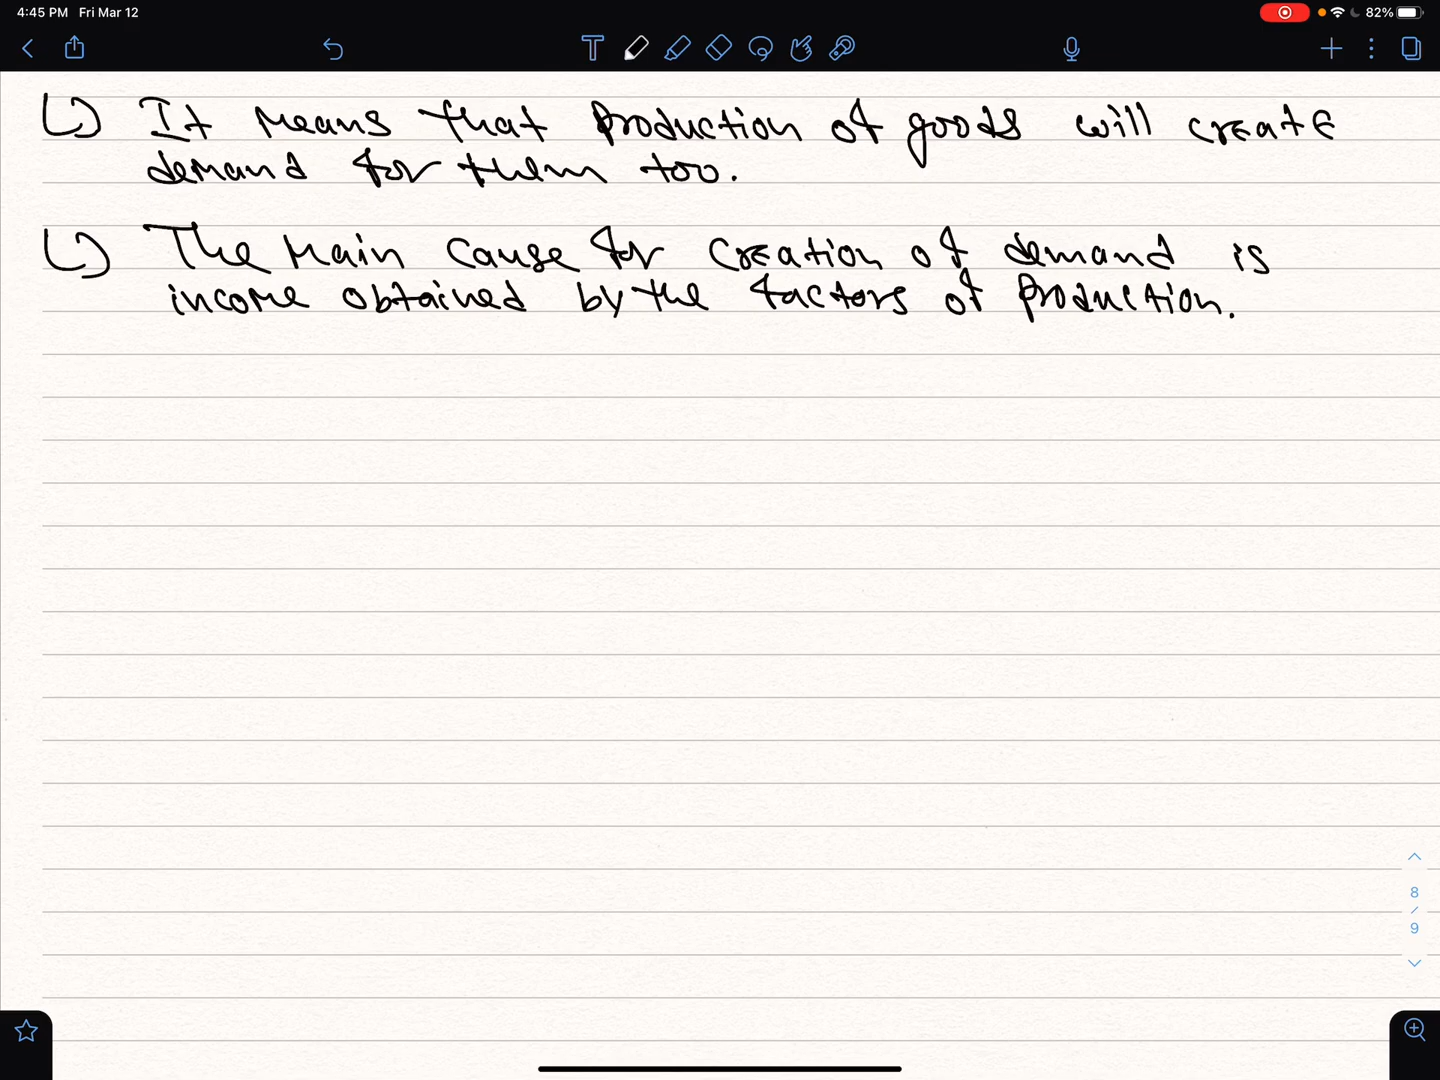 4:45 PM Fri Mar 12 82%
It means that production of goods will create
demand for them too.
The main cause for creation of demand is
income obtained by the factors of production.
8
/
9